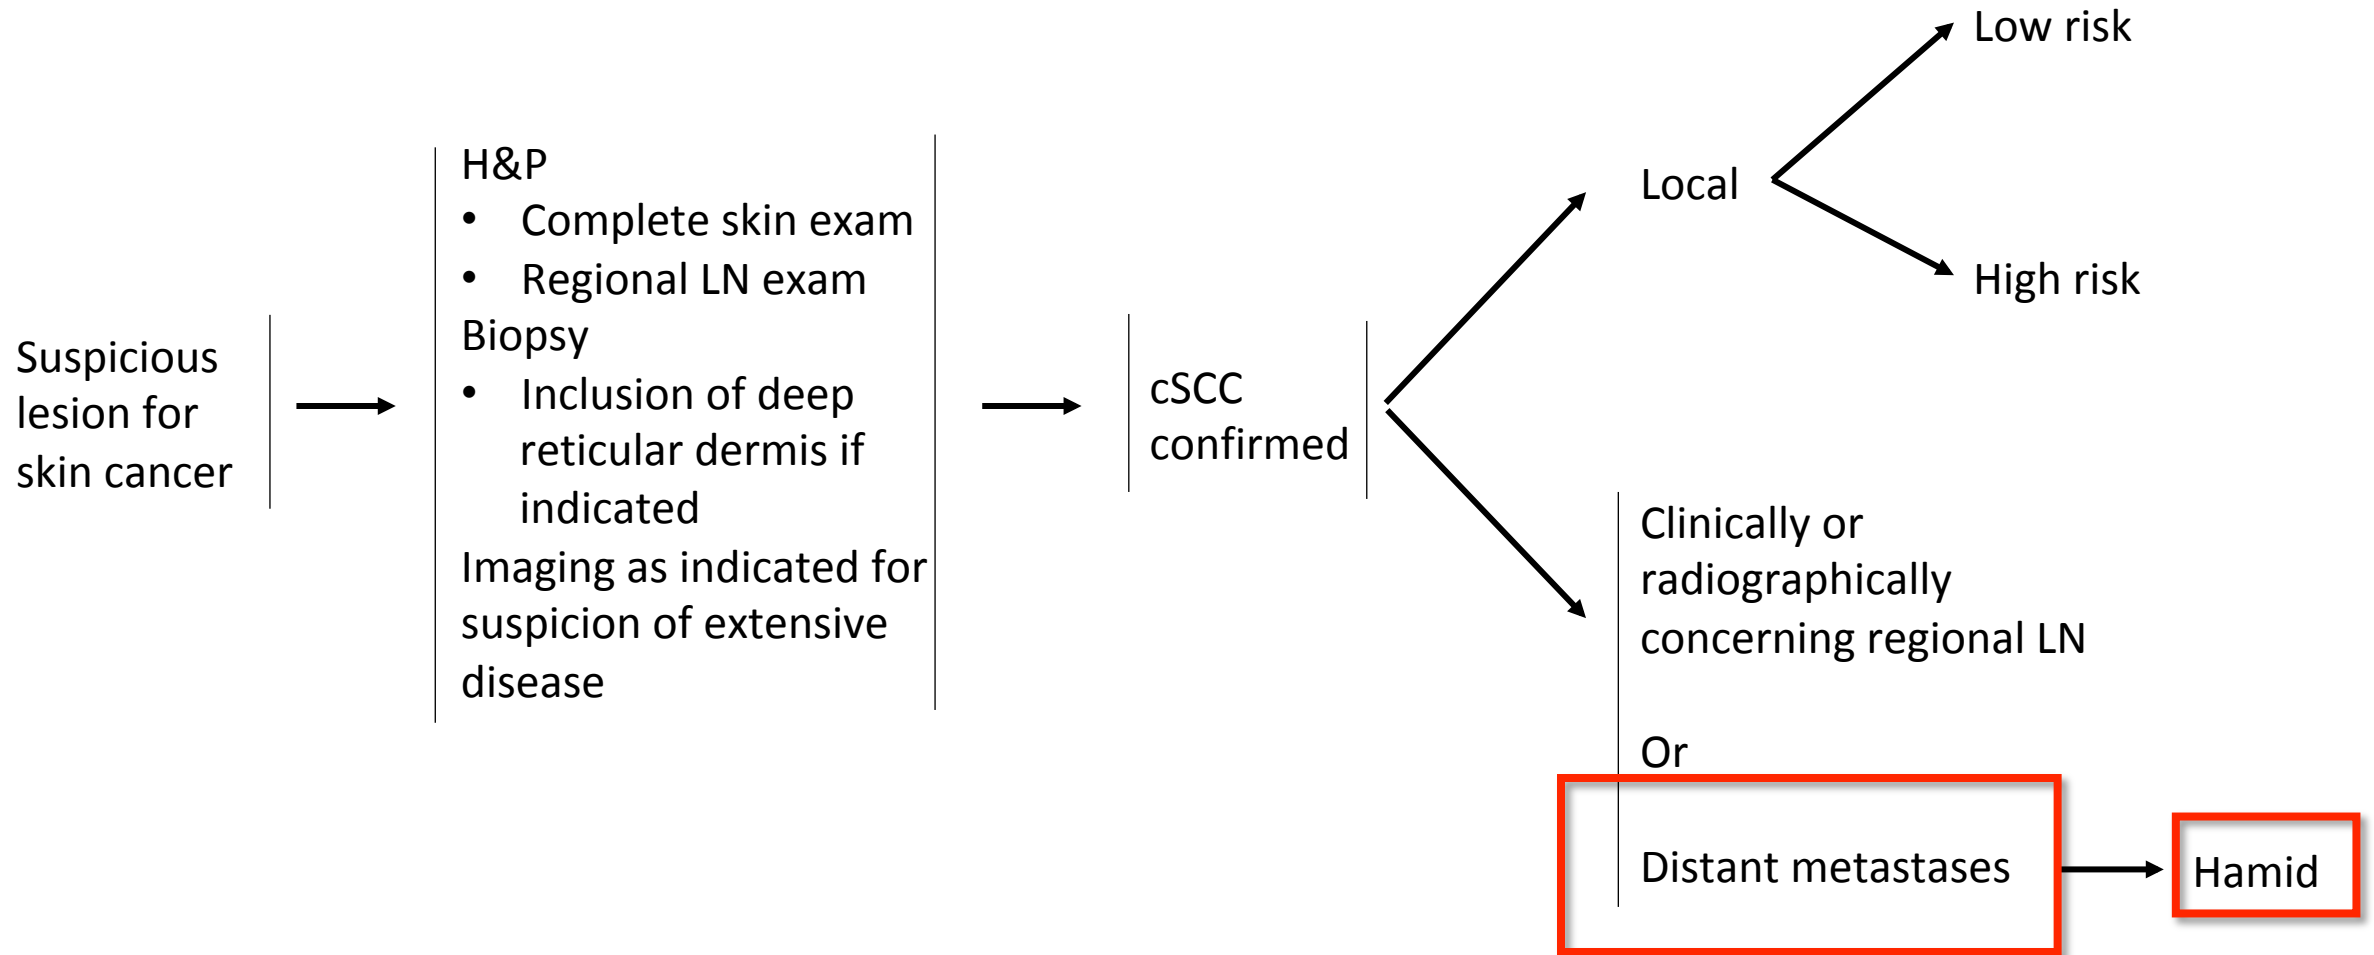 Suspicious
lesion for
skin cancer
H&P
• Complete skin exam
• Regional LN exam
Biopsy
• Inclusion of deep
reticular dermis if
indicated
Imaging as indicated for
suspicion of extensive
disease
cSCC
confirmed
Local
Low risk
High risk
Clinically or
radiographically
concerning regional LN
Or
Distant metastases
Hamid